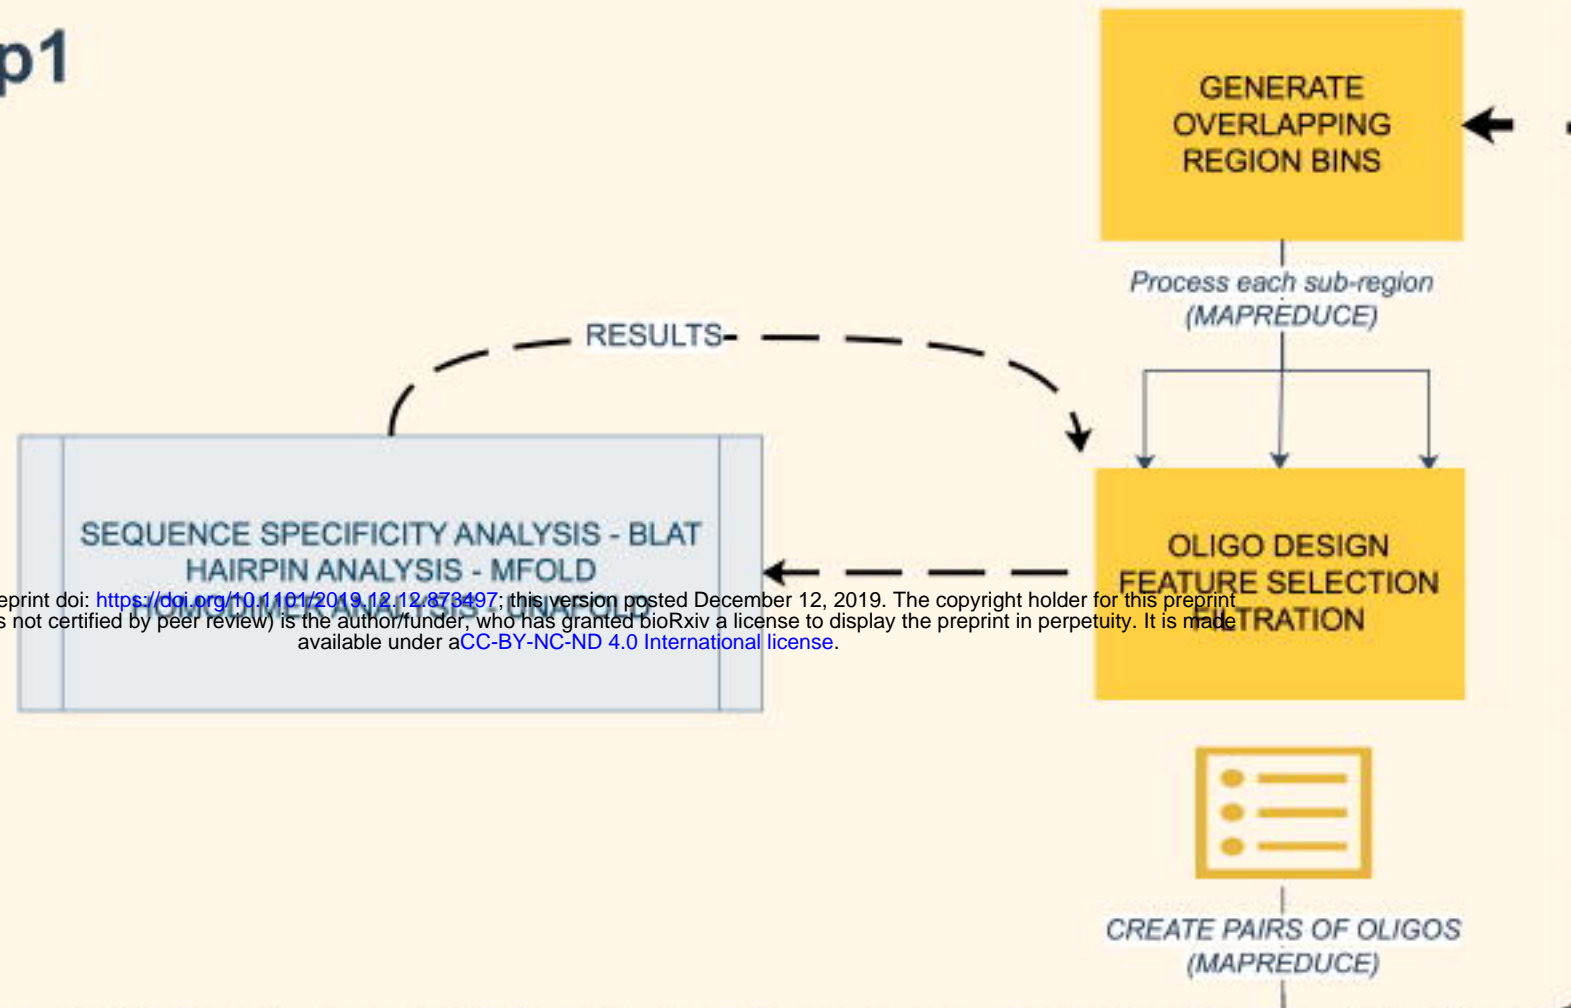 p1
GENERATE
OVERLAPPING
REGION BINS
Process each sub-region
(MAPREDUCE)
RESULTS
SEQUENCE SPECIFICITY ANALYSIS - BLAT
HAIRPIN ANALYSIS - MFOLD
HOMODIMER ANALYSIS - UNAFOLD
OLIGO DESIGN
FEATURE SELECTION
FILTRATION
eprint doi: https://doi.org/10.1101/2019.12.12.873497; this version posted December 12, 2019. The copyright holder for this preprint
s not certified by peer review) is the author/funder, who has granted bioRxiv a license to display the preprint in perpetuity. It is made
available under aCC-BY-NC-ND 4.0 International license.
CREATE PAIRS OF OLIGOS
(MAPREDUCE)